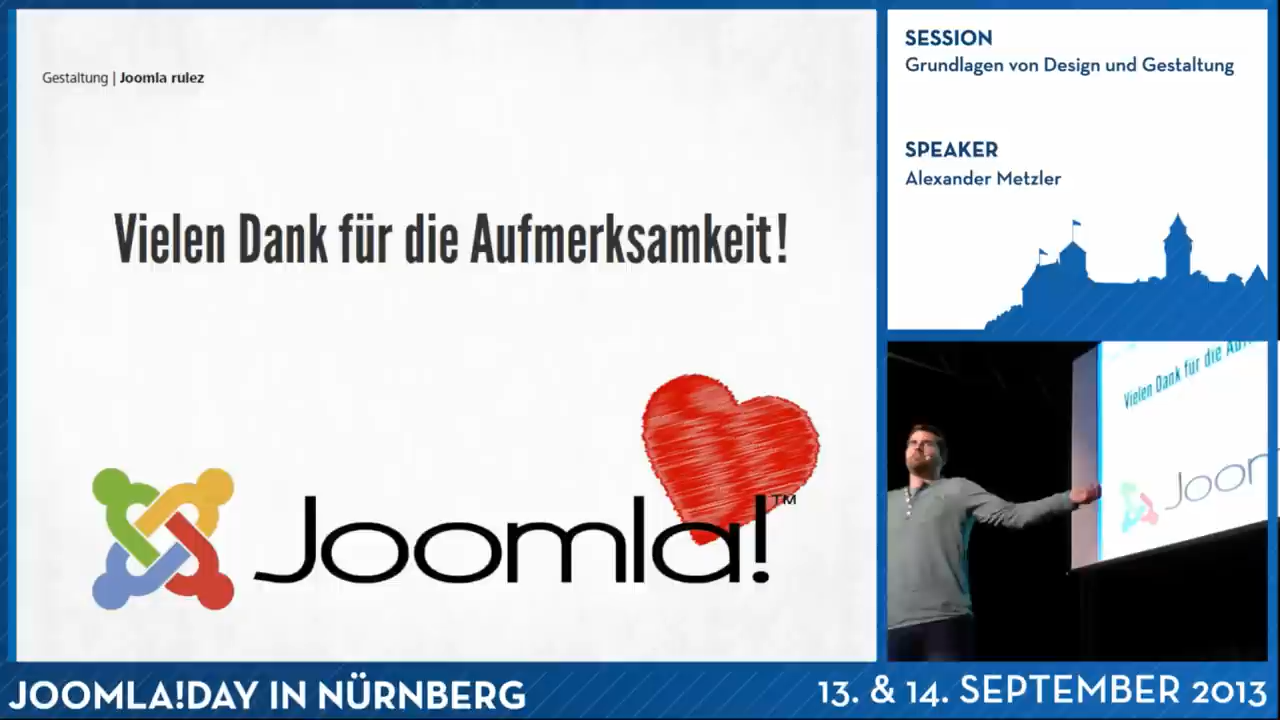 Gestaltung | Joomla rulez
Vielen Dank für die Aufmerksamkeit!
Joomla!™
SESSION
Grundlagen von Design und Gestaltung
SPEAKER
Alexander Metzler
Vielen Dank für die
Joom
JOOMLA!DAY IN NÜRNBERG
13. & 14. SEPTEMBER 2013